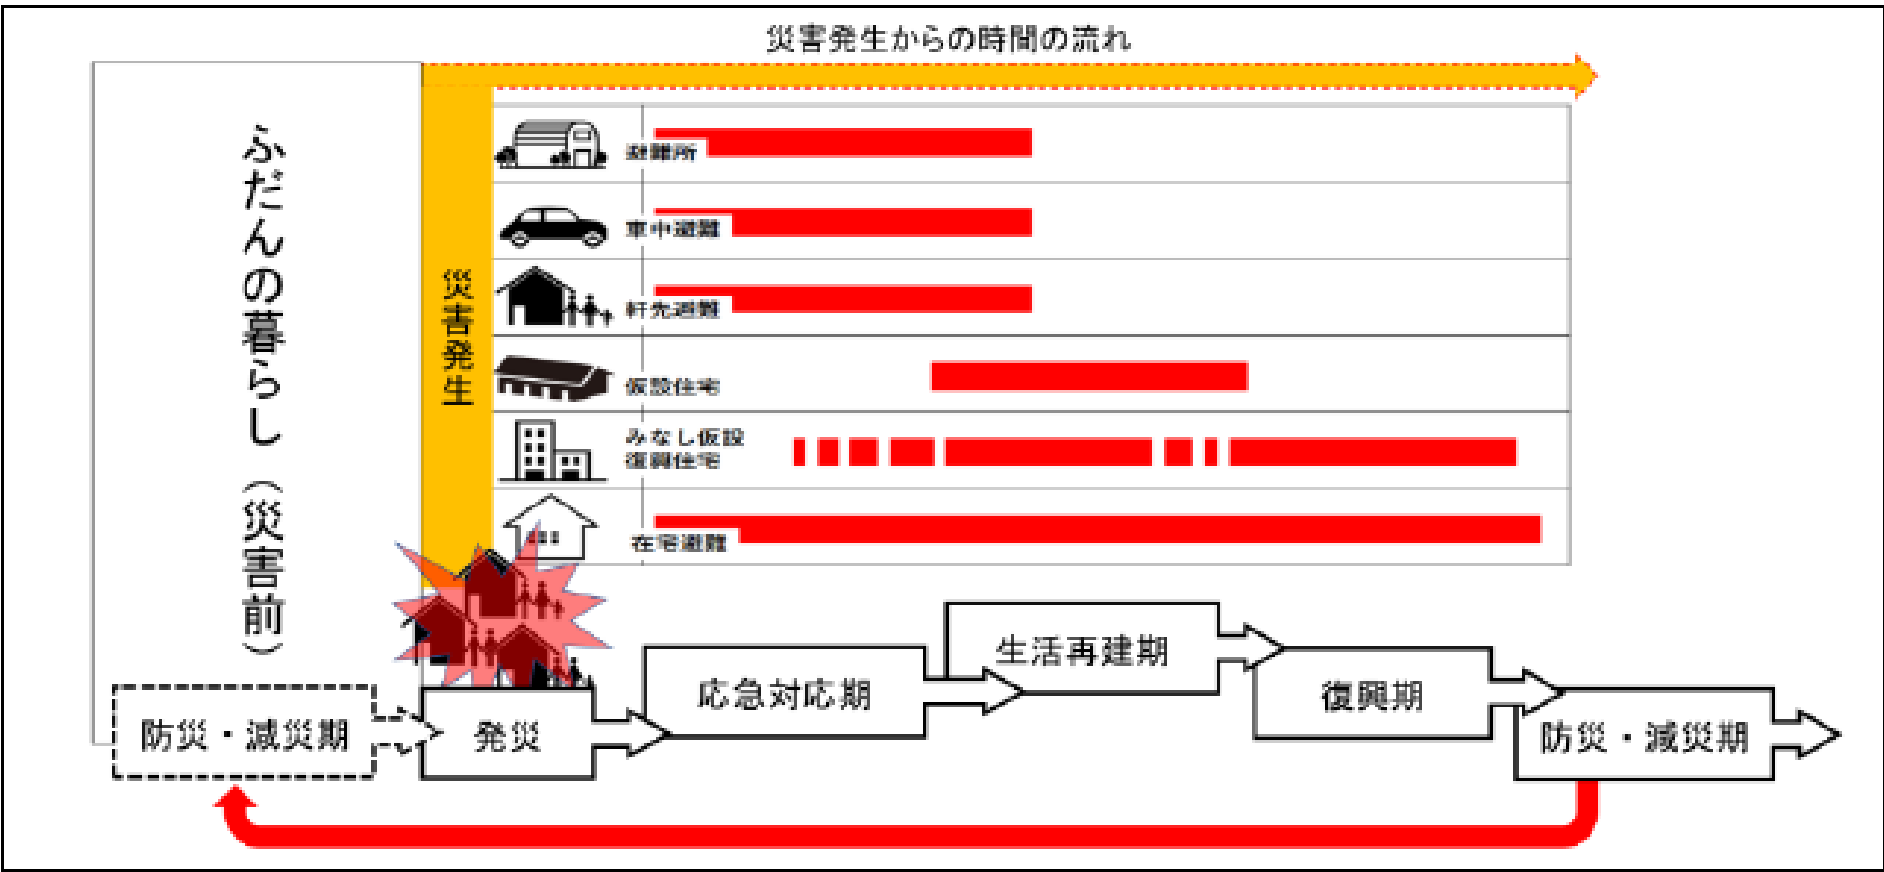 災害発生からの時間の流れ
ふだんの暮らし（災害前）
災害発生
避難所
車中避難
軒先避難
仮設住宅
みなし仮設
復興住宅
在宅避難
防災・減災期
発災
応急対応期
生活再建期
復興期
防災・減災期